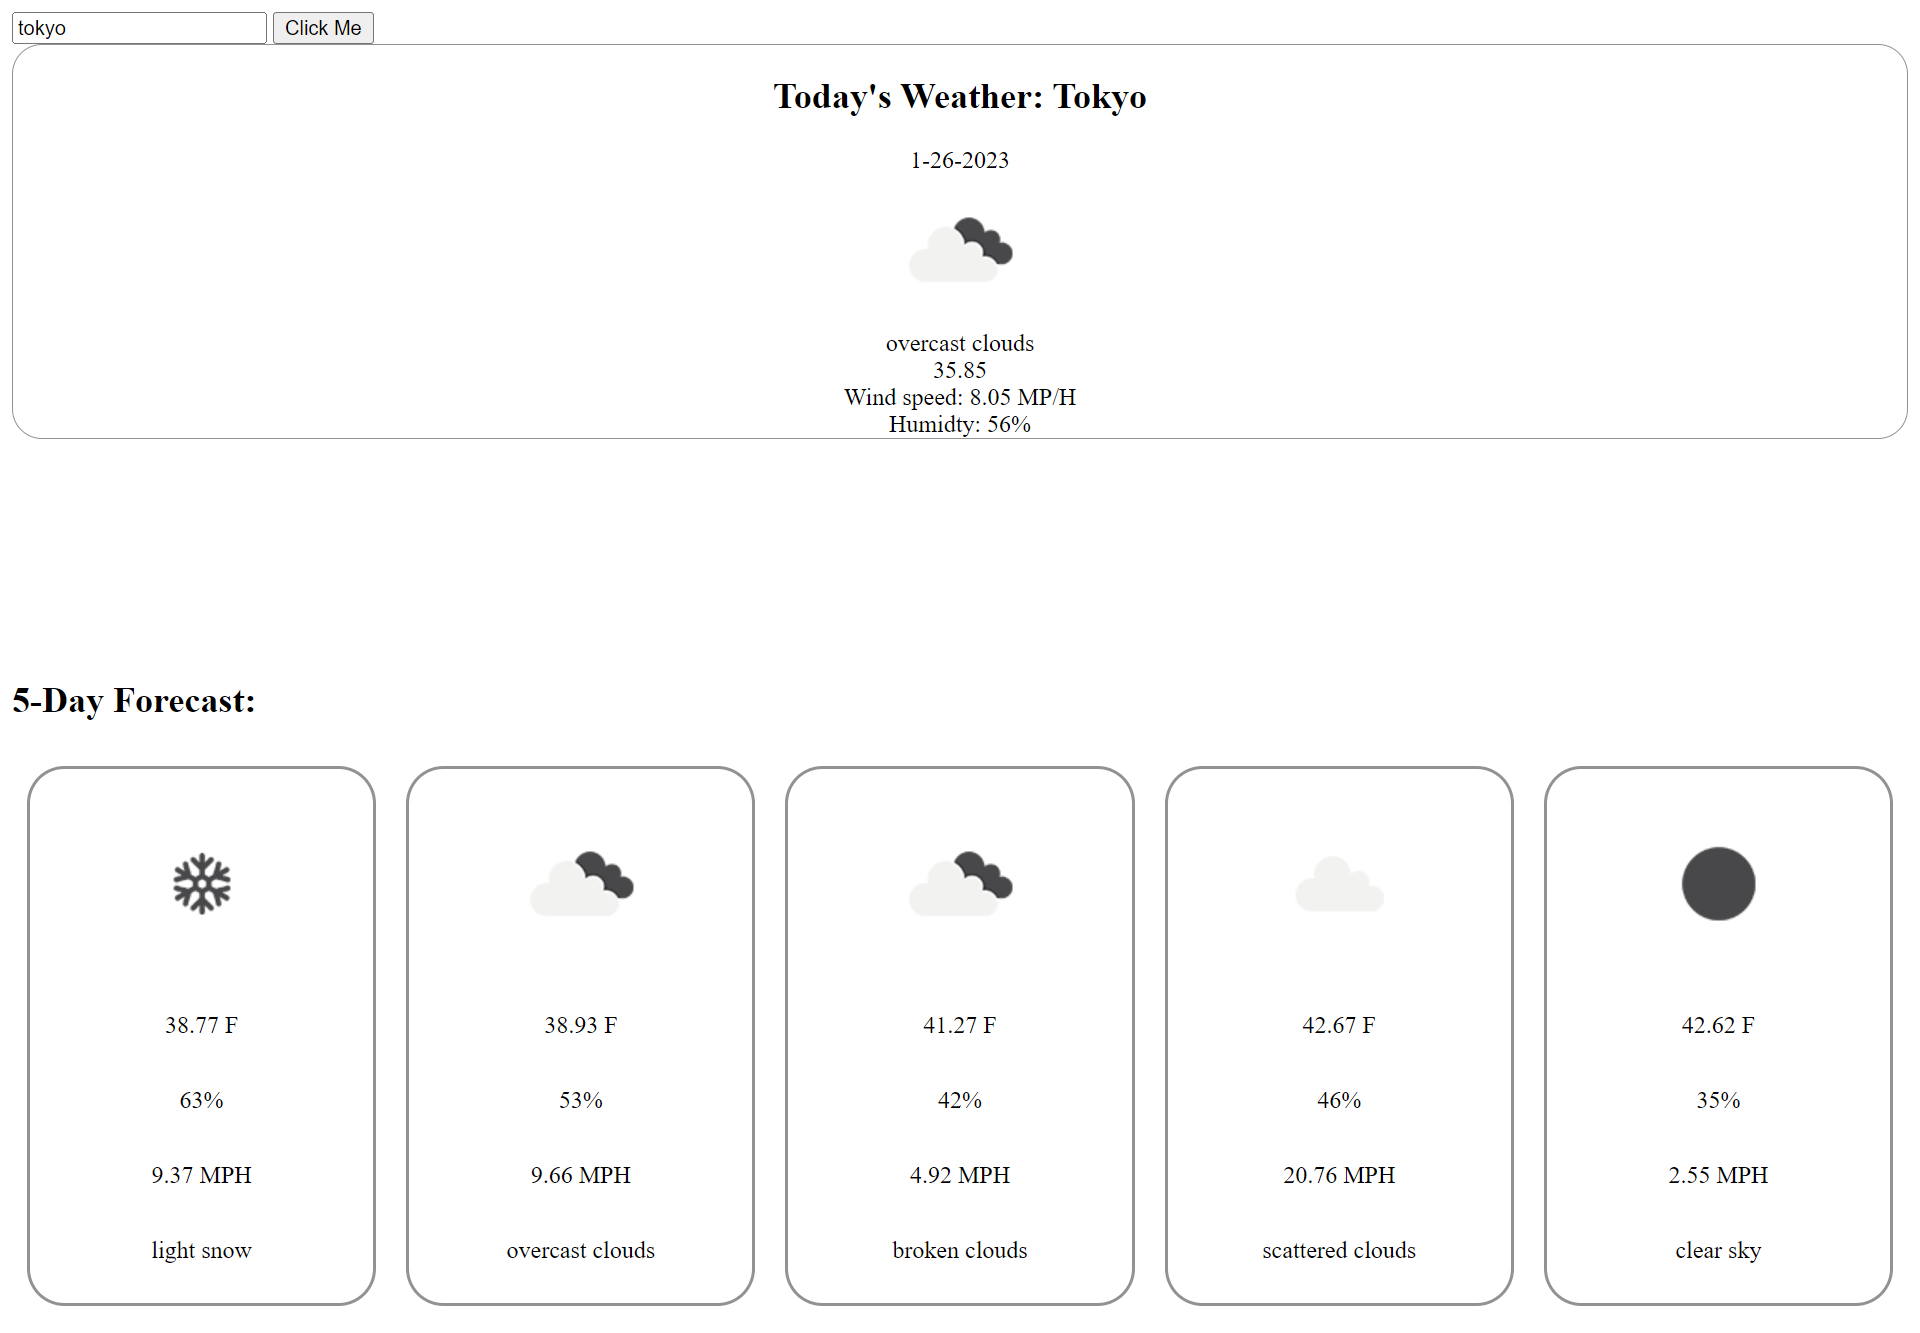 tokyo Click Me
Today's Weather: Tokyo
1-26-2023
overcast clouds
35.85
Wind speed: 8.05 MP/H
Humidty: 56%
5-Day Forecast:
38.77 F
63%
9.37 MPH
light snow
38.93 F
53%
9.66 MPH
overcast clouds
41.27 F
42%
4.92 MPH
broken clouds
42.67 F
46%
20.76 MPH
scattered clouds
42.62 F
35%
2.55 MPH
clear sky